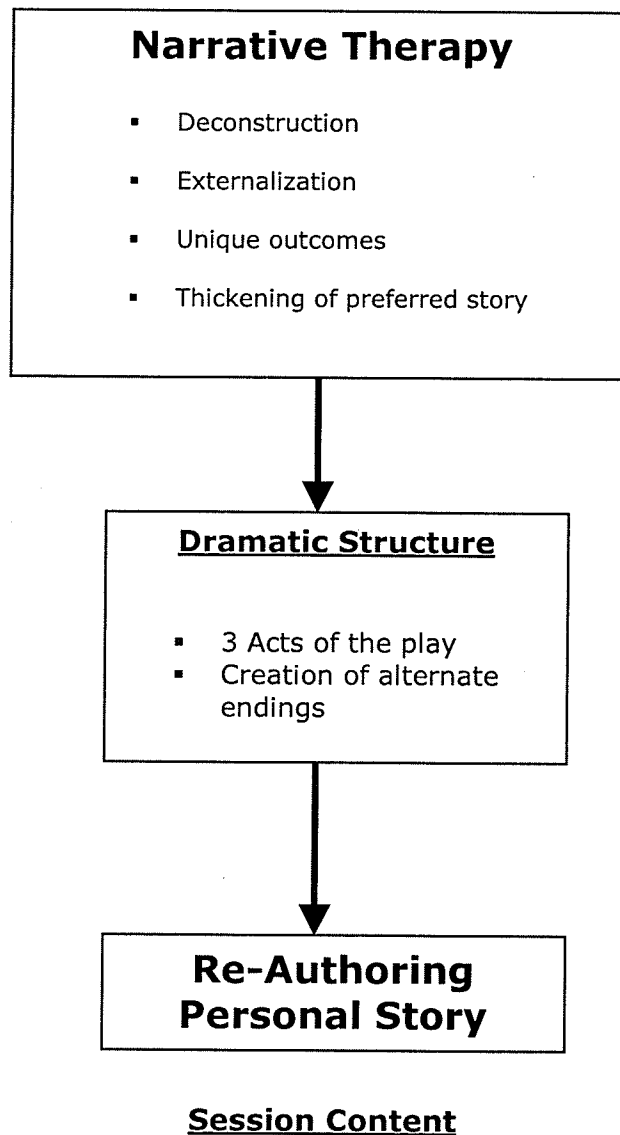 Narrative Therapy
▪ Deconstruction
▪ Externalization
▪ Unique outcomes
▪ Thickening of preferred story
Dramatic Structure
▪ 3 Acts of the play
▪ Creation of alternate
endings
Re-Authoring
Personal Story
Session Content